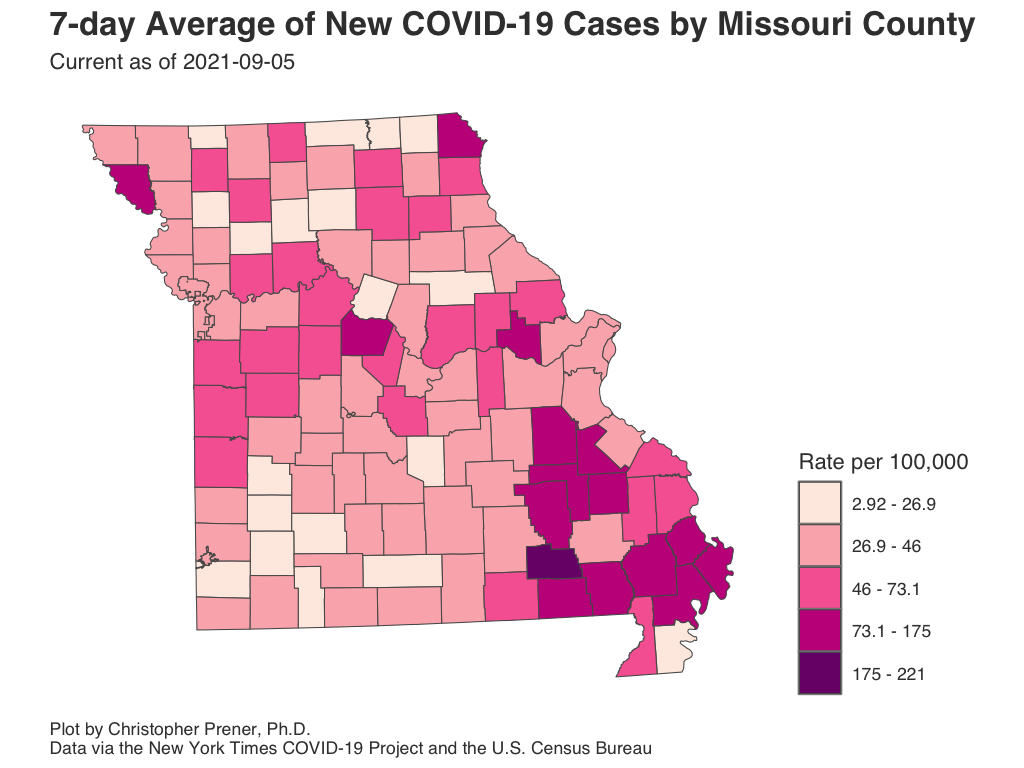 7-day Average of New COVID-19 Cases by Missouri County
Current as of 2021-09-05
Rate per 100,000
2.92 - 26.9
26.9 - 46
46 - 73.1
73.1 - 175
175 - 221
Plot by Christopher Prener, Ph.D.
Data via the New York Times COVID-19 Project and the U.S. Census Bureau